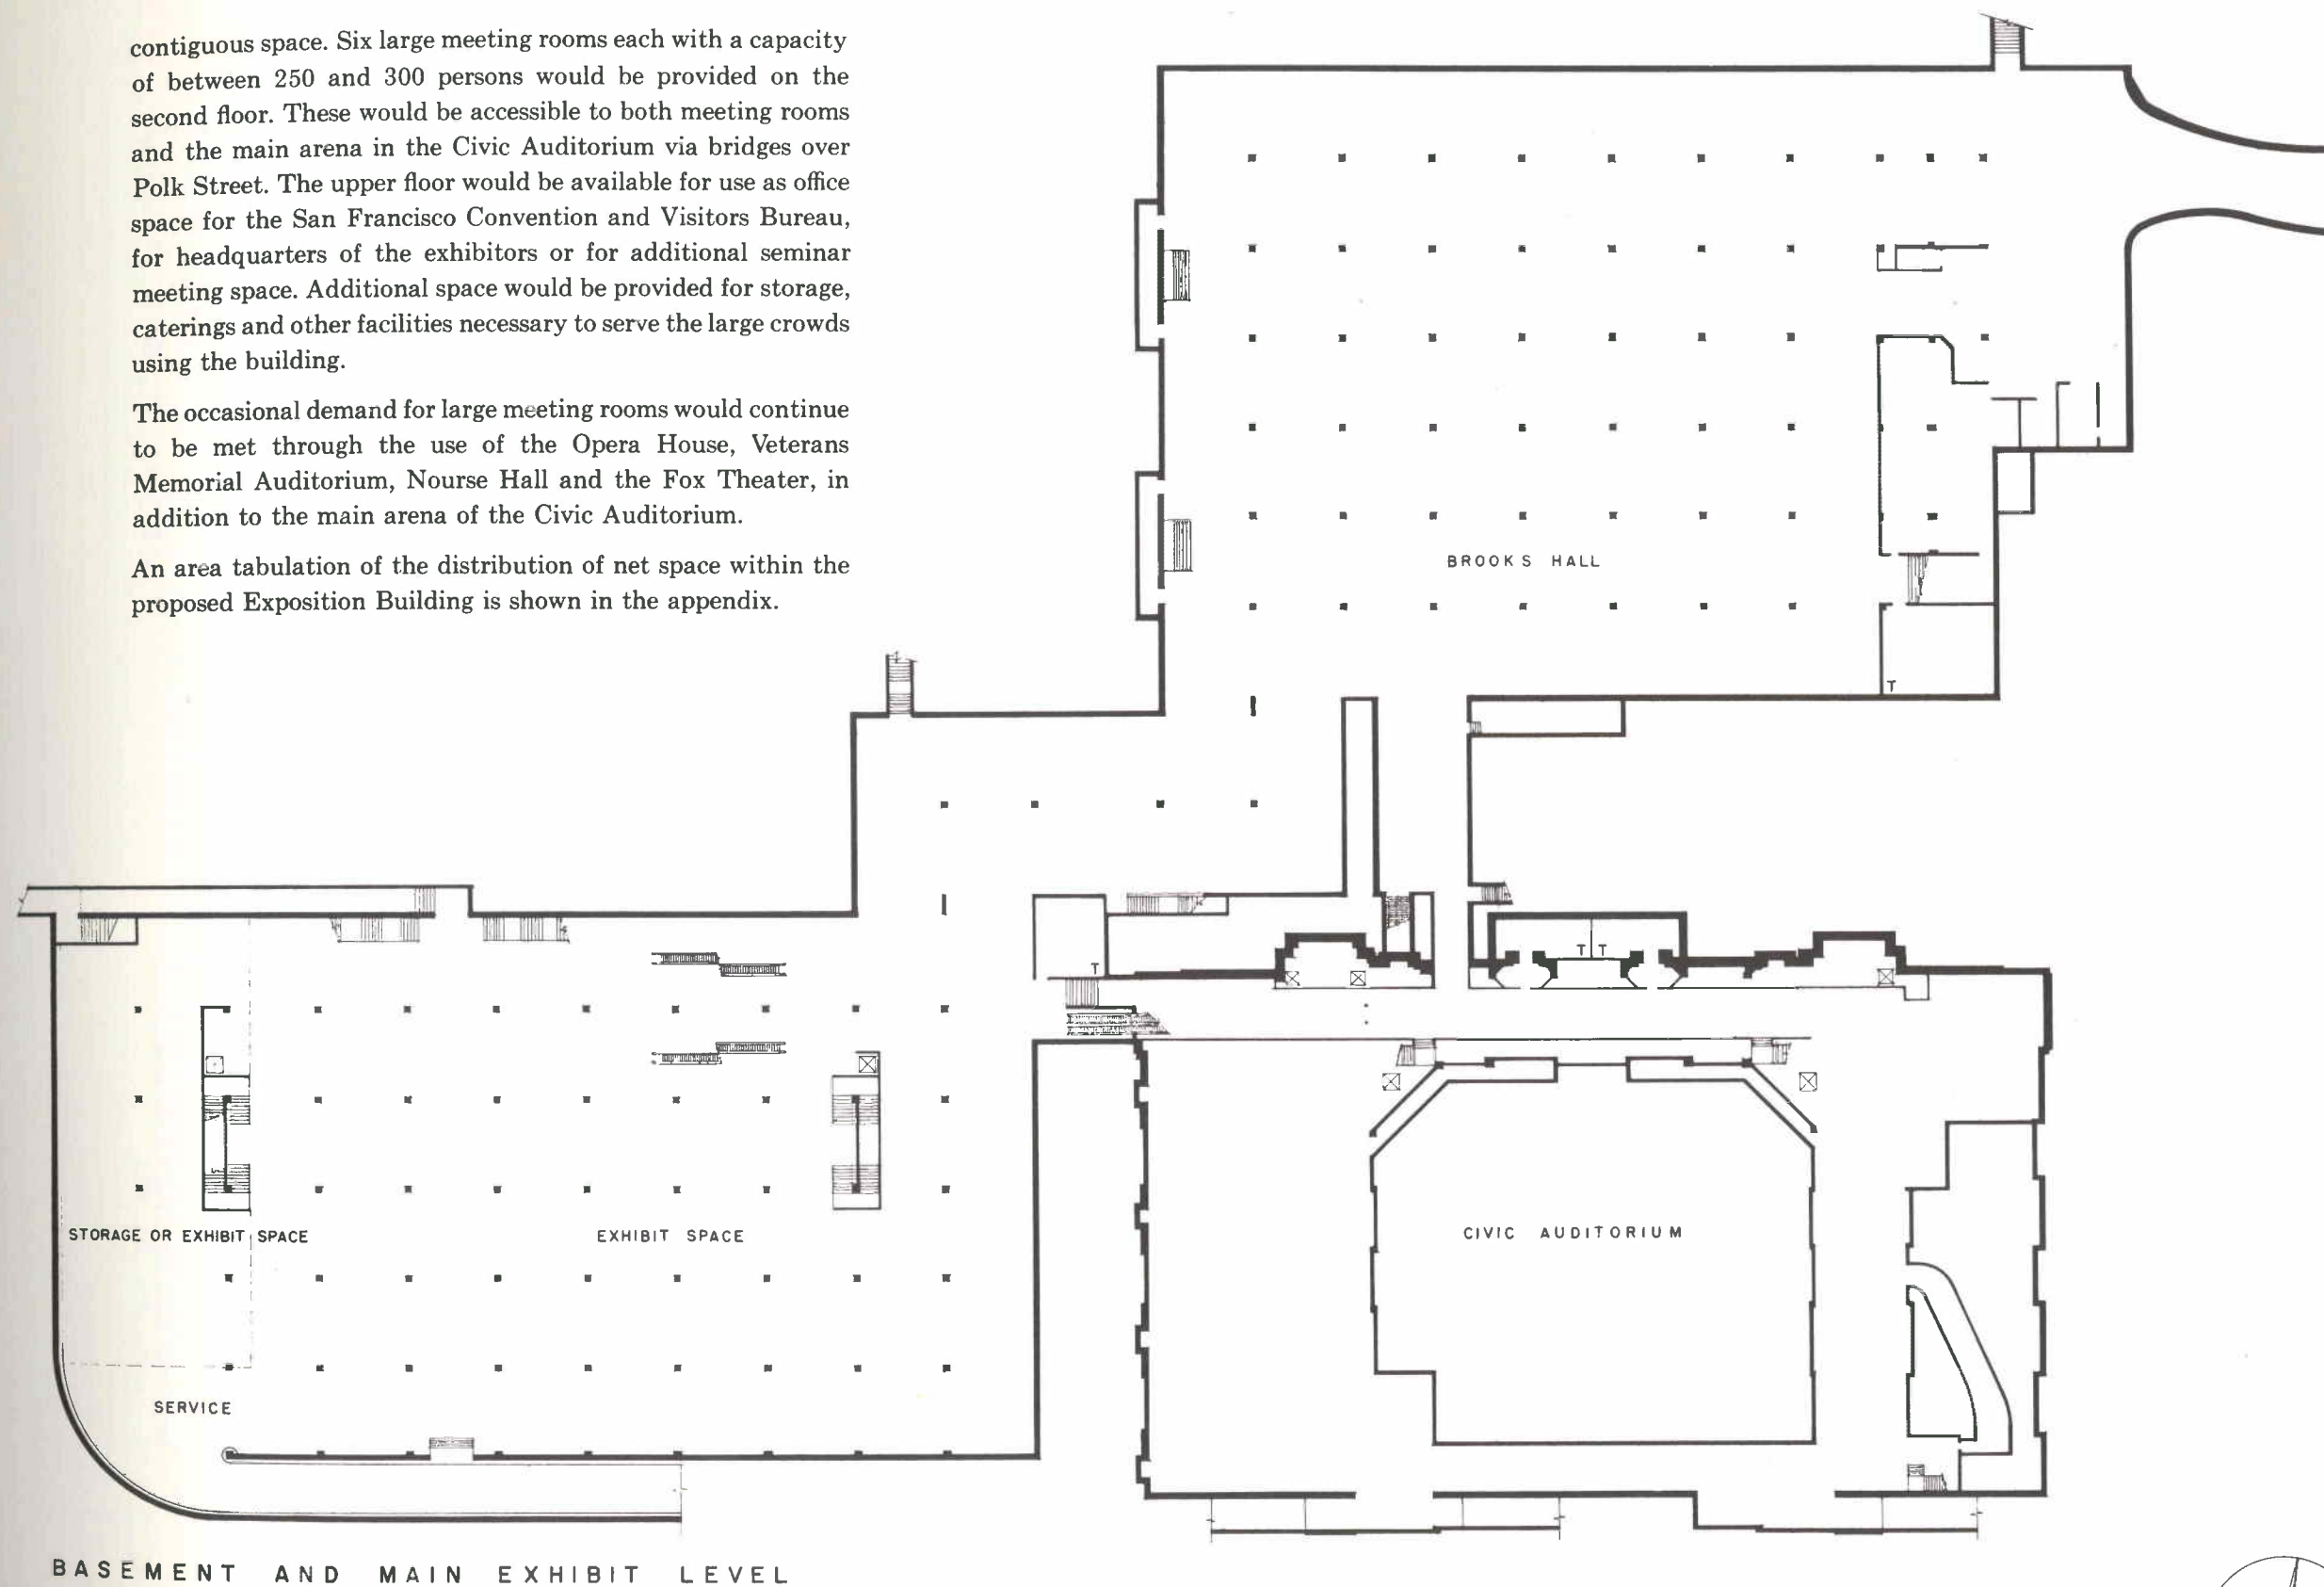 contiguous space. Six large meeting rooms each with a capacity
of between 250 and 300 persons would be provided on the
second floor. These would be accessible to both meeting rooms
and the main arena in the Civic Auditorium via bridges over
Polk Street. The upper floor would be available for use as office
space for the San Francisco Convention and Visitors Bureau,
for headquarters of the exhibitors or for additional seminar
meeting space. Additional space would be provided for storage,
caterings and other facilities necessary to serve the large crowds
using the building.
The occasional demand for large meeting rooms would continue
to be met through the use of the Opera House, Veterans
Memorial Auditorium, Nourse Hall and the Fox Theater, in
addition to the main arena of the Civic Auditorium.
An area tabulation of the distribution of net space within the
proposed Exposition Building is shown in the appendix.
BROOKS HALL
T
T
T T
STORAGE OR EXHIBIT SPACE
EXHIBIT SPACE
CIVIC AUDITORIUM
SERVICE
BASEMENT AND MAIN EXHIBIT LEVEL